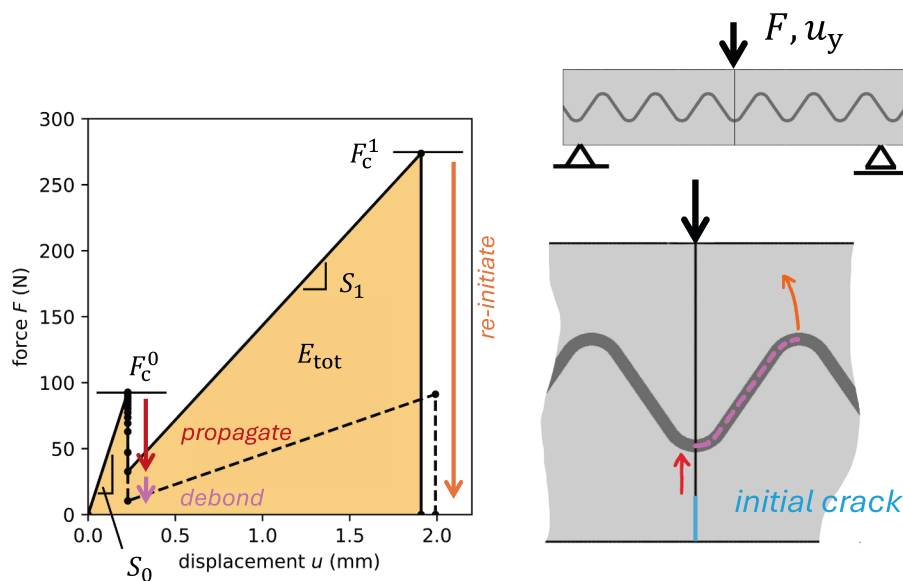 F, u_y
300
250
200
150
100
50
0
force F (N)
F_c^1
S_1
E_tot
F_c^0
propagate
debond
re-initiate
0.0 0.5 1.0 1.5 2.0
S_0
displacement u (mm)
initial crack